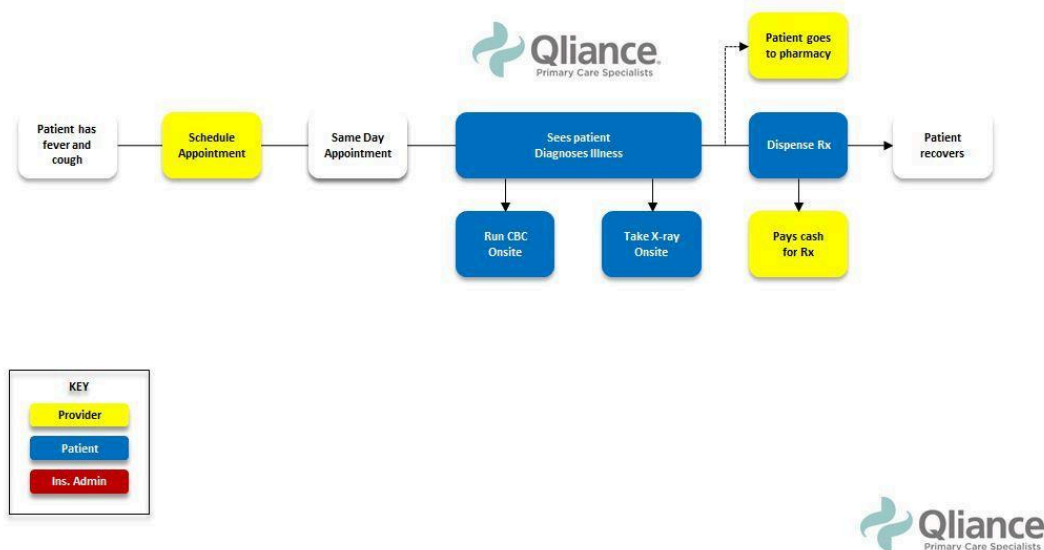 Qliance
Primary Care Specialists
Patient goes
to pharmacy
Patient has
fever and
cough
Schedule
Appointment
Same Day
Appointment
Sees patient
Diagnoses Illness
Dispense Rx
Patient
recovers
Run CBC
Onsite
Take X-ray
Onsite
Pays cash
for Rx
KEY
Provider
Patient
Ins. Admin
Qliance
Primary Care Specialists